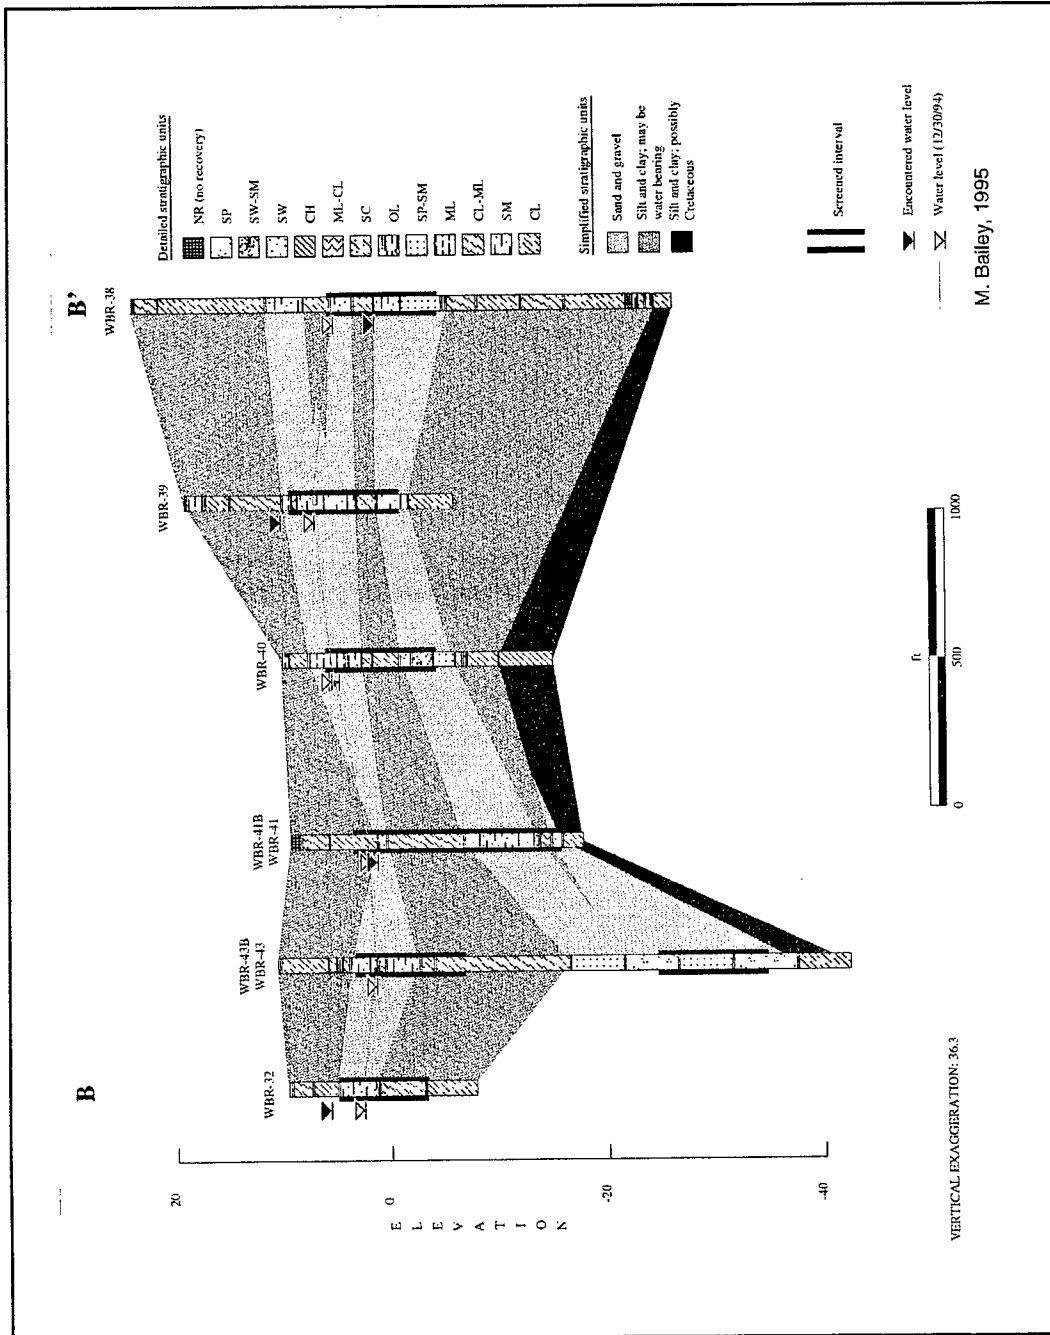 B
B'
WBR-32
WBR-43B
WBR-43
WBR-41B
WBR-41
WBR-40
WBR-39
WBR-38
20
0
-20
-40
ELEVATION
Detailed stratigraphic units
NR (no recovery)
SP
SW-SM
SW
CH
ML-CL
SC
OL
SP-SM
ML
CL-ML
SM
CL
Simplified stratigraphic units
Sand and gravel
Silt and clay; may be
water bearing
Silt and clay; possibly
Cretaceous
Screened interval
Encountered water level
Water level (12/30/94)
ft
0
500
1000
VERTICAL EXAGGERATION: 36.3
M. Bailey, 1995